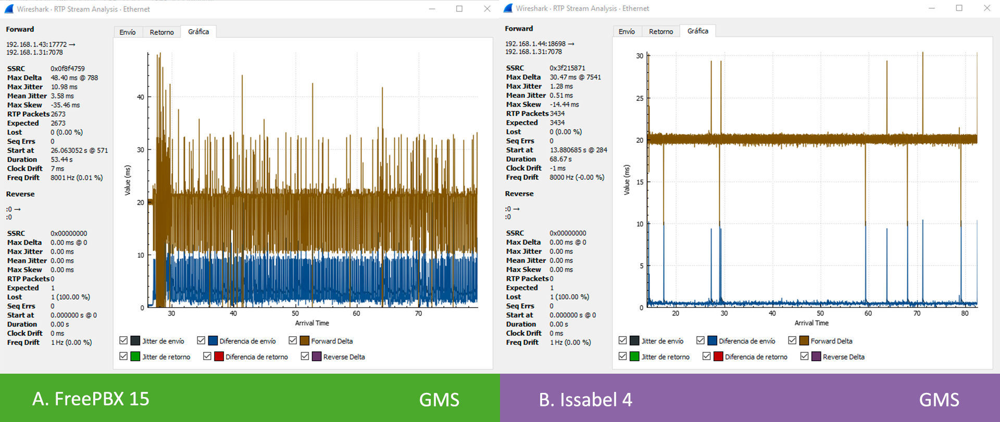 Wireshark · RTP Stream Analysis · Ethernet
Forward
192.168.1.43:17772 →
192.168.1.31:7078
SSRC 0x0f8f4759
Max Delta 48.40 ms @ 788
Max Jitter 10.98 ms
Mean Jitter 3.58 ms
Max Skew -35.46 ms
RTP Packets 2673
Expected 2673
Lost 0 (0.00 %)
Seq Errs 0
Start at 26.063052 s @ 571
Duration 53.44 s
Clock Drift 7 ms
Freq Drift 8001 Hz (0.01 %)
Reverse
:0 →
:0
SSRC 0x00000000
Max Delta 0.00 ms @ 0
Max Jitter 0.00 ms
Mean Jitter 0.00 ms
Max Skew 0.00 ms
RTP Packets 0
Expected 1
Lost 1 (100.00 %)
Seq Errs 0
Start at 0.000000 s @ 0
Duration 0.00 s
Clock Drift 0 ms
Freq Drift 1 Hz (0.00 %)
Envío Retorno Gráfica
40
30
20
10
0
Value (ms)
30 40 50 60 70
Arrival Time
Jitter de envío Diferencia de envío Forward Delta
Jitter de retorno Diferencia de retorno Reverse Delta
A. FreePBX 15 GMS
Wireshark · RTP Stream Analysis · Ethernet
Forward
192.168.1.44:18698 →
192.168.1.31:7078
SSRC 0x3f215871
Max Delta 30.47 ms @ 7541
Max Jitter 1.28 ms
Mean Jitter 0.51 ms
Max Skew -14.44 ms
RTP Packets 3434
Expected 3434
Lost 0 (0.00 %)
Seq Errs 0
Start at 13.880685 s @ 284
Duration 68.67 s
Clock Drift -1 ms
Freq Drift 8000 Hz (-0.00 %)
Reverse
:0 →
:0
SSRC 0x00000000
Max Delta 0.00 ms @ 0
Max Jitter 0.00 ms
Mean Jitter 0.00 ms
Max Skew 0.00 ms
RTP Packets 0
Expected 1
Lost 1 (100.00 %)
Seq Errs 0
Start at 0.000000 s @ 0
Duration 0.00 s
Clock Drift 0 ms
Freq Drift 1 Hz (0.00 %)
Envío Retorno Gráfica
30
25
20
15
10
5
0
Value (ms)
20 30 40 50 60 70 80
Arrival Time
Jitter de envío Diferencia de envío Forward Delta
Jitter de retorno Diferencia de retorno Reverse Delta
B. Issabel 4 GMS